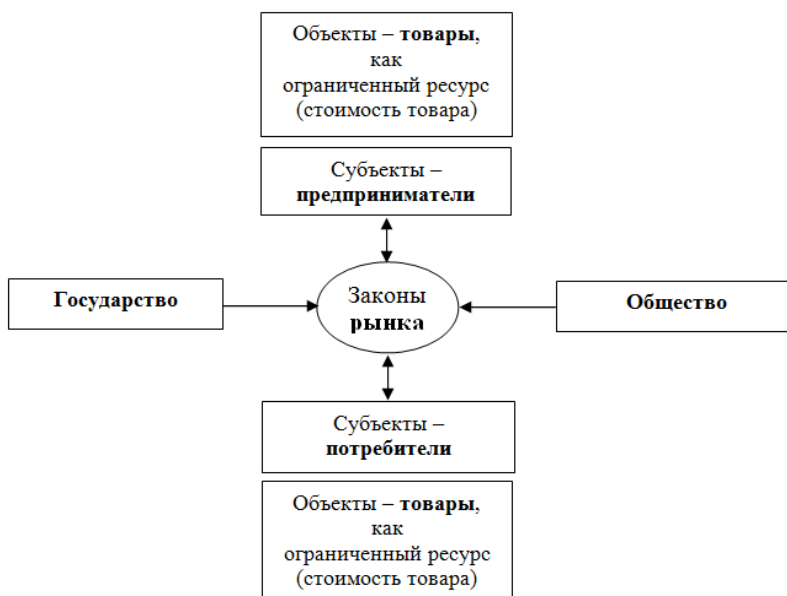 Объекты – товары,
как
ограниченный ресурс
(стоимость товара)
Субъекты –
предприниматели
Государство
Законы
рынка
Общество
Субъекты –
потребители
Объекты – товары,
как
ограниченный ресурс
(стоимость товара)